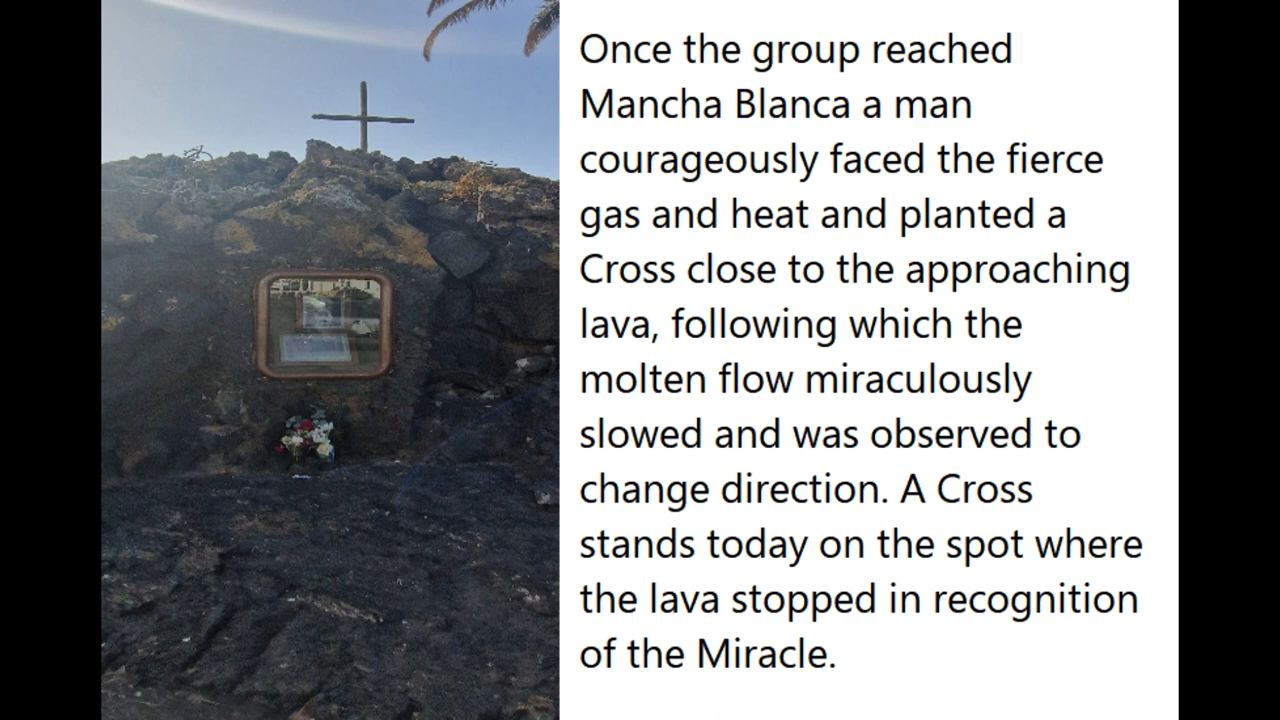 Once the group reached
Mancha Blanca a man
courageously faced the fierce
gas and heat and planted a
Cross close to the approaching
lava, following which the
molten flow miraculously
slowed and was observed to
change direction. A Cross
stands today on the spot where
the lava stopped in recognition
of the Miracle.